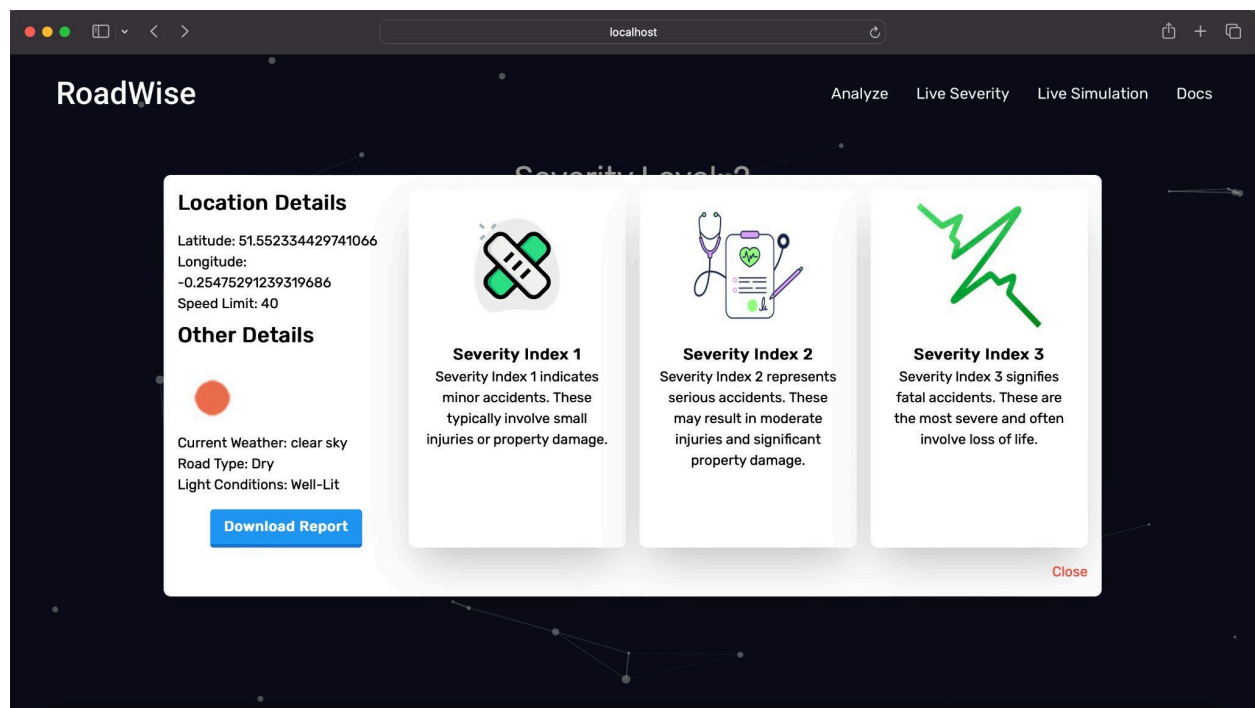 localhost
RoadWise
Analyze Live Severity Live Simulation Docs
Severity Level: 2
Location Details
Latitude: 51.552334429741066
Longitude:
-0.25475291239319686
Speed Limit: 40
Other Details
Current Weather: clear sky
Road Type: Dry
Light Conditions: Well-Lit
Download Report
Severity Index 1
Severity Index 1 indicates
minor accidents. These
typically involve small
injuries or property damage.
Severity Index 2
Severity Index 2 represents
serious accidents. These
may result in moderate
injuries and significant
property damage.
Severity Index 3
Severity Index 3 signifies
fatal accidents. These are
the most severe and often
involve loss of life.
Close